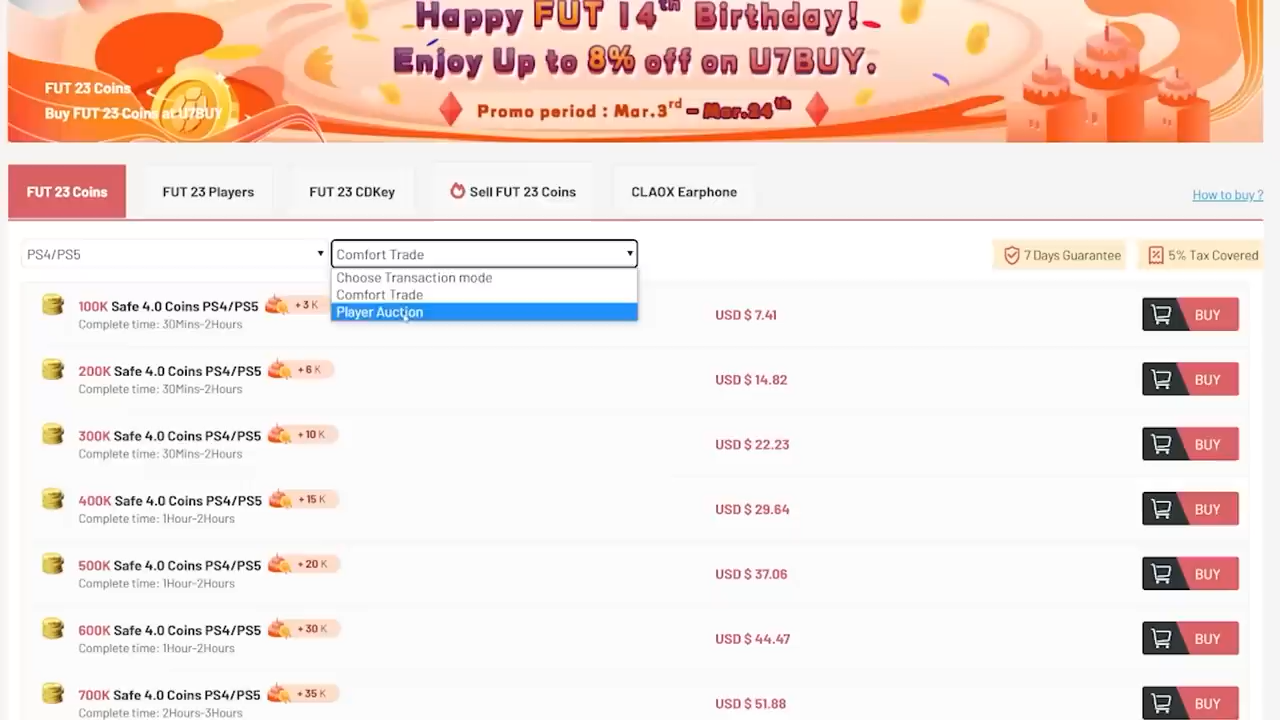 Happy FUT 14th Birthday!
Enjoy Up to 8% off on U7BUY.
FUT 23 Coins
Buy FUT 23 Coins at U7BUY
Promo period : Mar.3rd - Mar.24th
FUT 23 Coins
FUT 23 Players
FUT 23 CDKey
Sell FUT 23 Coins
CLAOX Earphone
How to buy ?
PS4/PS5
Comfort Trade
7 Days Guarantee
5% Tax Covered
Choose Transaction mode
Comfort Trade
Player Auction
100K Safe 4.0 Coins PS4/PS5 +3 K
Complete time: 30Mins-2Hours
USD $ 7.41
BUY
200K Safe 4.0 Coins PS4/PS5 +6 K
Complete time: 30Mins-2Hours
USD $ 14.82
BUY
300K Safe 4.0 Coins PS4/PS5 +10 K
Complete time: 30Mins-2Hours
USD $ 22.23
BUY
400K Safe 4.0 Coins PS4/PS5 +15 K
Complete time: 1Hour-2Hours
USD $ 29.64
BUY
500K Safe 4.0 Coins PS4/PS5 +20 K
Complete time: 1Hour-2Hours
USD $ 37.06
BUY
600K Safe 4.0 Coins PS4/PS5 +30 K
Complete time: 1Hour-2Hours
USD $ 44.47
BUY
700K Safe 4.0 Coins PS4/PS5 +35 K
Complete time: 2Hours-3Hours
USD $ 51.88
BUY